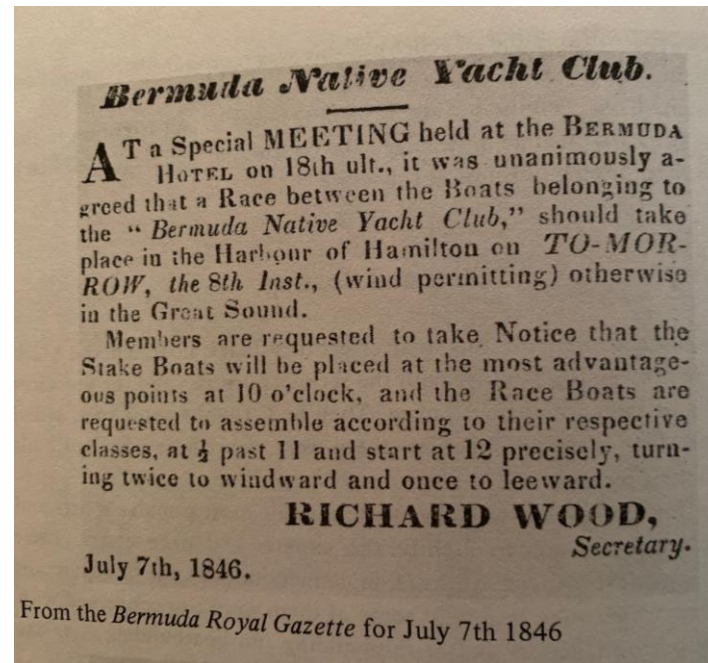 Bermuda Native Yacht Club.
AT a Special MEETING held at the BERMUDA
HOTEL on 18th ult., it was unanimously a-
greed that a Race between the Boats belonging to
the "Bermuda Native Yacht Club," should take
place in the Harbour of Hamilton on TO-MOR-
ROW, the 8th Inst., (wind permitting) otherwise
in the Great Sound.
Members are requested to take Notice that the
Stake Boats will be placed at the most advantage-
ous points at 10 o'clock, and the Race Boats are
requested to assemble according to their respective
classes, at ½ past 11 and start at 12 precisely, turn-
ing twice to windward and once to leeward.
RICHARD WOOD,
Secretary.
July 7th, 1846.
From the Bermuda Royal Gazette for July 7th 1846